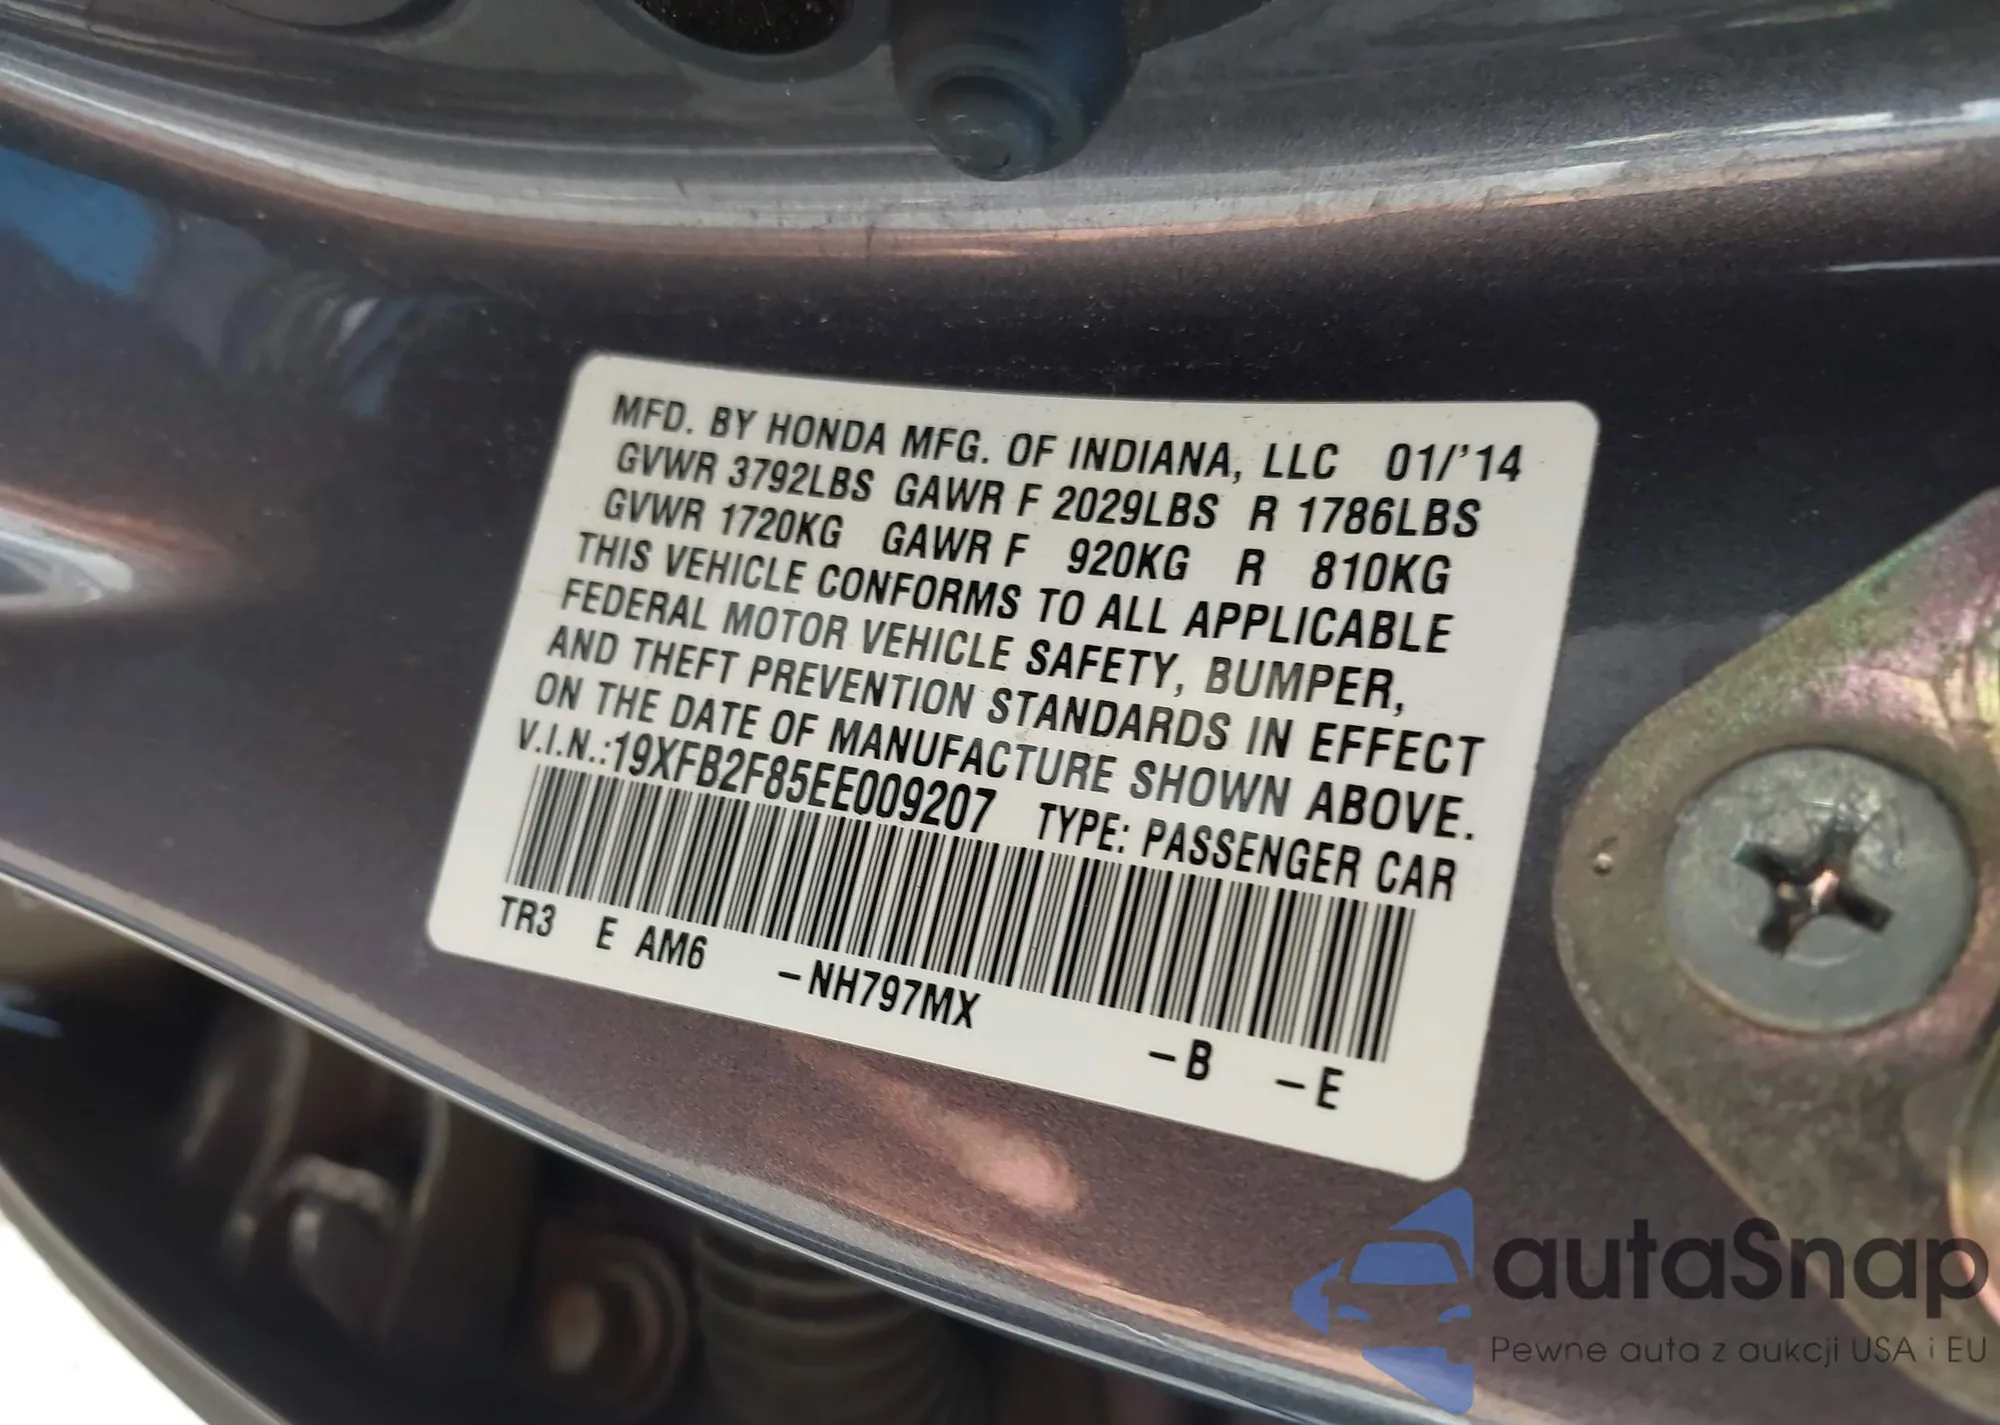 MFD. BY HONDA MFG. OF INDIANA, LLC 01/'14
GVWR 3792LBS GAWR F 2029LBS R 1786LBS
GVWR 1720KG GAWR F 920KG R 810KG
THIS VEHICLE CONFORMS TO ALL APPLICABLE
FEDERAL MOTOR VEHICLE SAFETY, BUMPER,
AND THEFT PREVENTION STANDARDS IN EFFECT
ON THE DATE OF MANUFACTURE SHOWN ABOVE.
V.I.N.:19XFB2F85EE009207 TYPE: PASSENGER CAR
TR3 E AM6 -NH797MX -B -E
autaSnap
Pewne auta z aukcji USA i EU